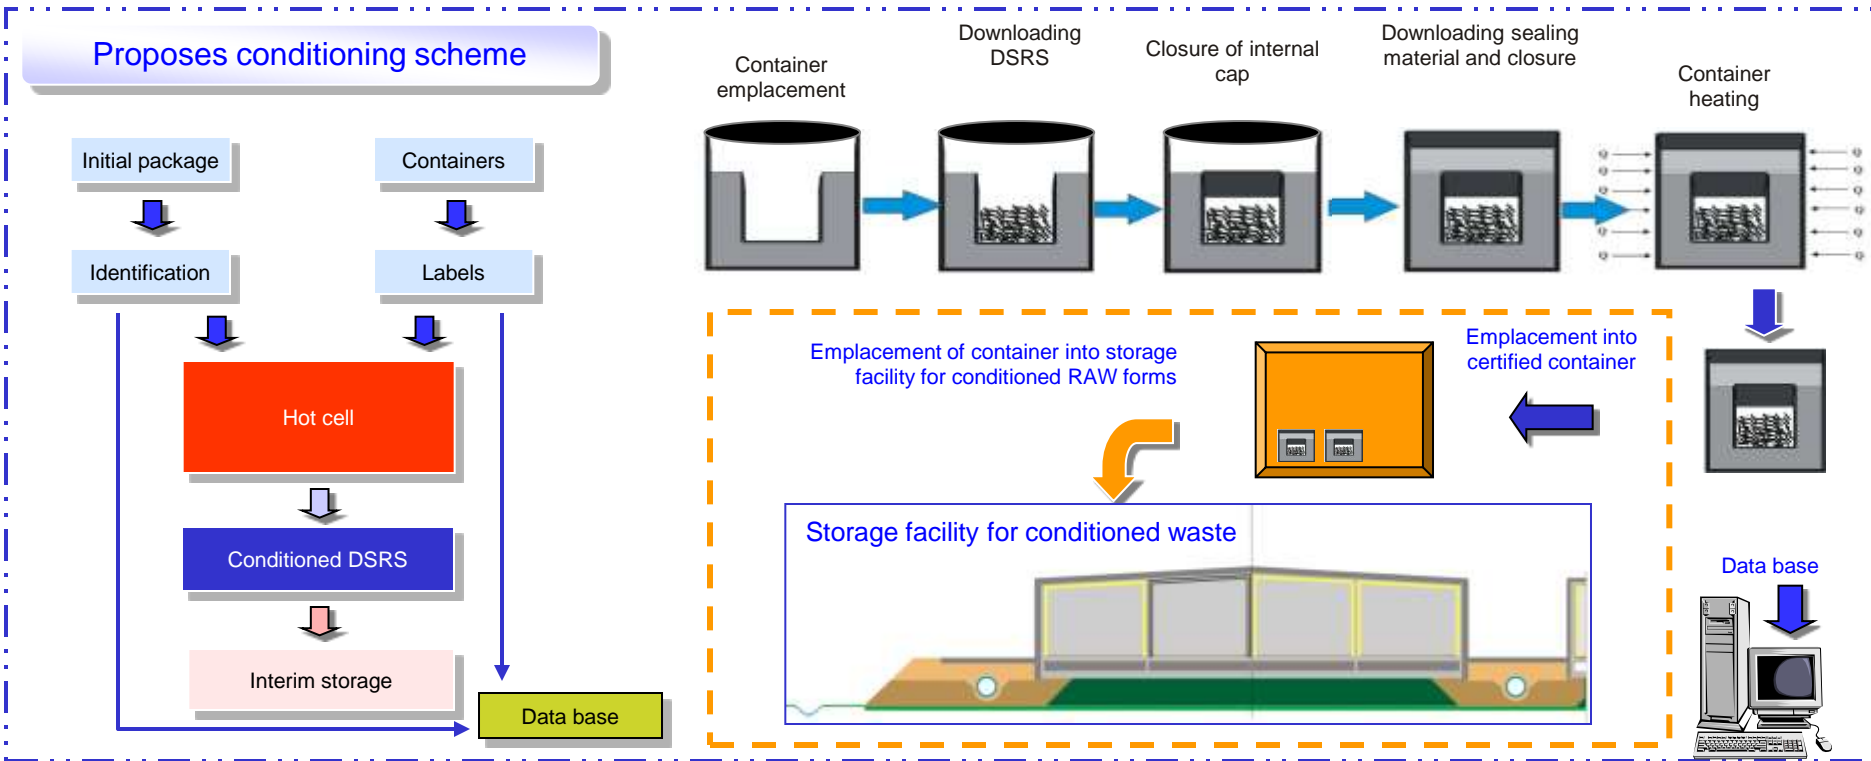 Proposes conditioning scheme
Initial package
Containers
Identification
Labels
Hot cell
Conditioned DSRS
Interim storage
Data base
Container
emplacement
Downloading
DSRS
Closure of internal
cap
Downloading sealing
material and closure
Container
heating
Q Q
Q Q
Q Q
Q Q
Q Q
Q Q
Emplacement into
certified container
Emplacement of container into storage
facility for conditioned RAW forms
Storage facility for conditioned waste
Data base